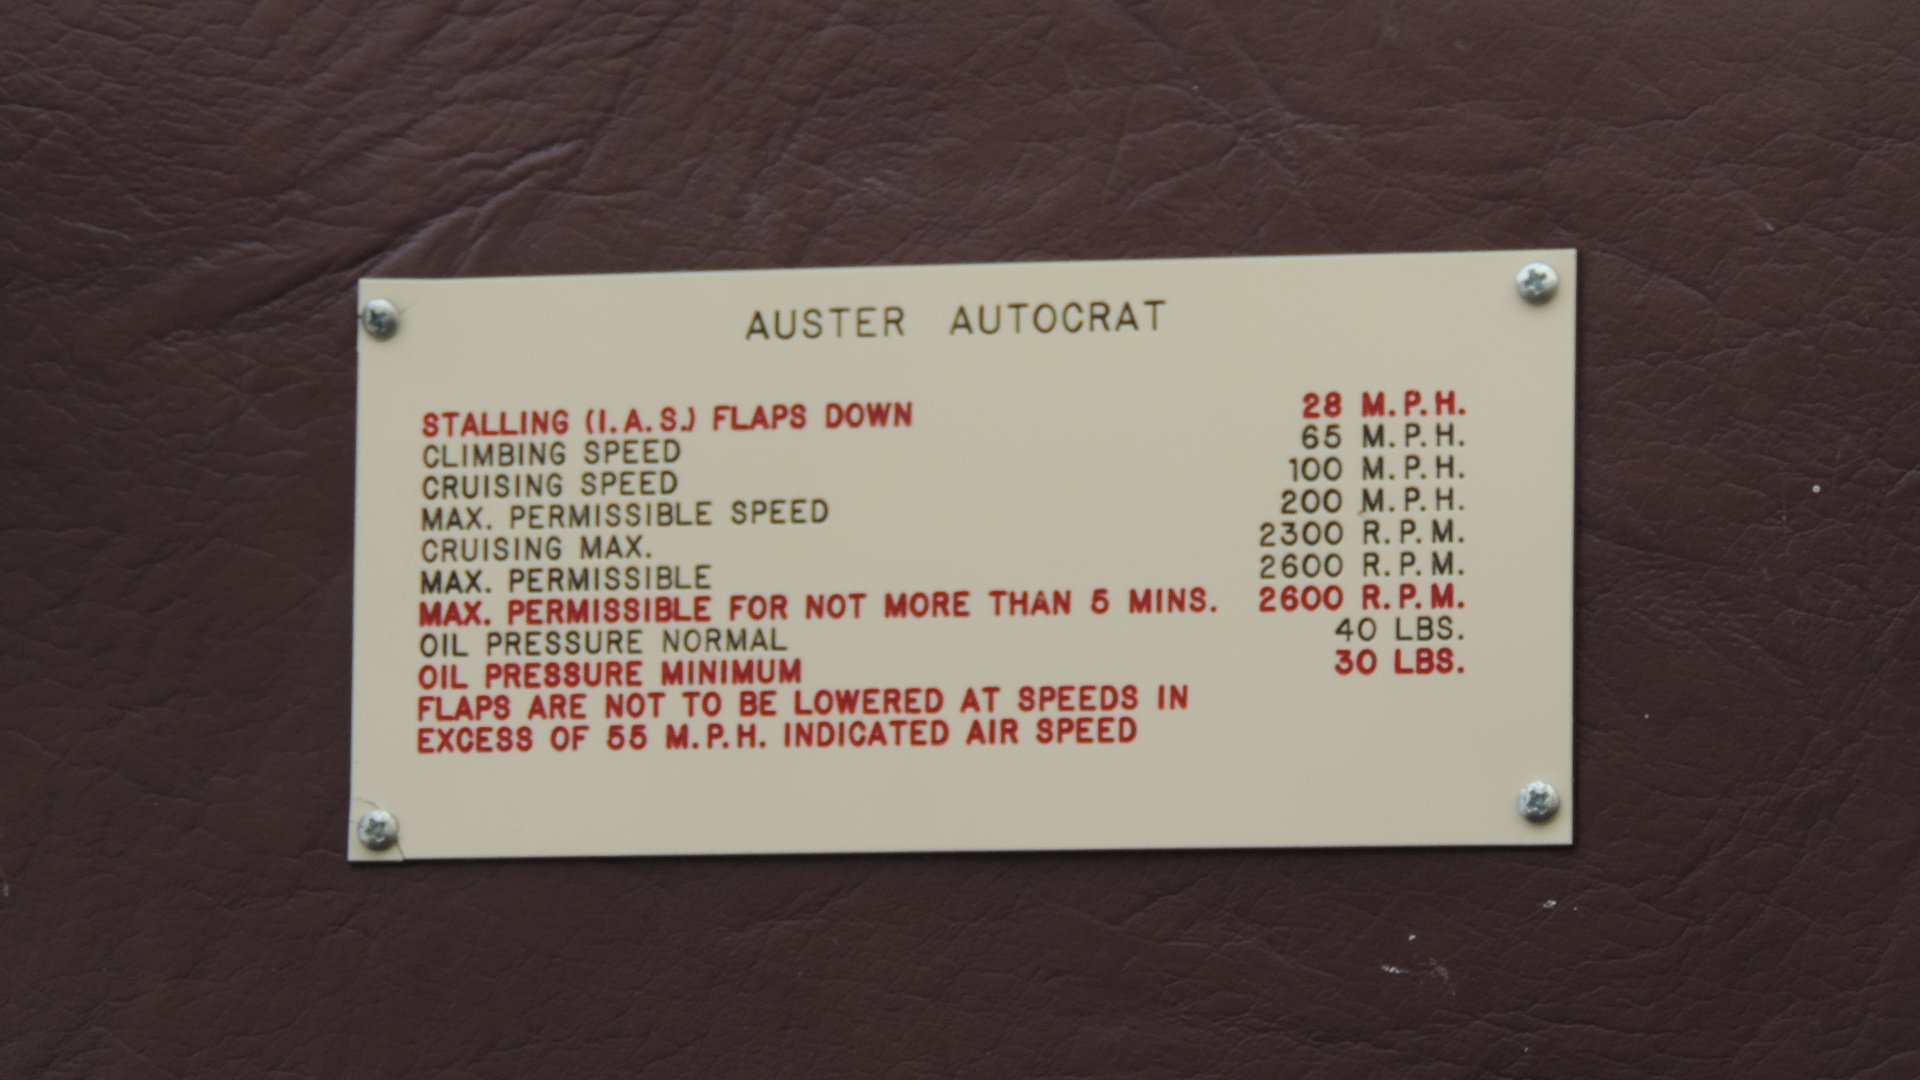 AUSTER AUTOCRAT
STALLING (I.A.S.) FLAPS DOWN 28 M.P.H.
CLIMBING SPEED 65 M.P.H.
CRUISING SPEED 100 M.P.H.
MAX. PERMISSIBLE SPEED 200 M.P.H.
CRUISING MAX. 2300 R.P.M.
MAX. PERMISSIBLE 2600 R.P.M.
MAX. PERMISSIBLE FOR NOT MORE THAN 5 MINS. 2600 R.P.M.
OIL PRESSURE NORMAL 40 LBS.
OIL PRESSURE MINIMUM 30 LBS.
FLAPS ARE NOT TO BE LOWERED AT SPEEDS IN
EXCESS OF 55 M.P.H. INDICATED AIR SPEED